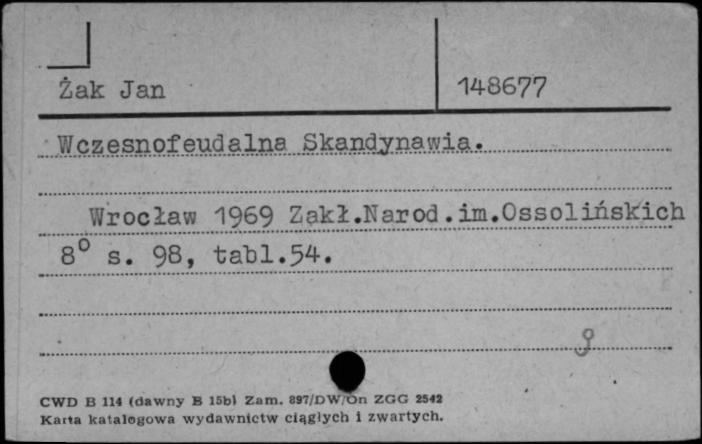 Żak Jan
148677
Wczesnofeudalna Skandynawia.
Wrocław 1969 Zakł.Narod.im.Ossolińskich
8° s. 98, tabl.54.
CWD B 114 (dawny B 15b) Zam. 897/DW/On ZGG 2542
Karta katalogowa wydawnictw ciągłych i zwartych.